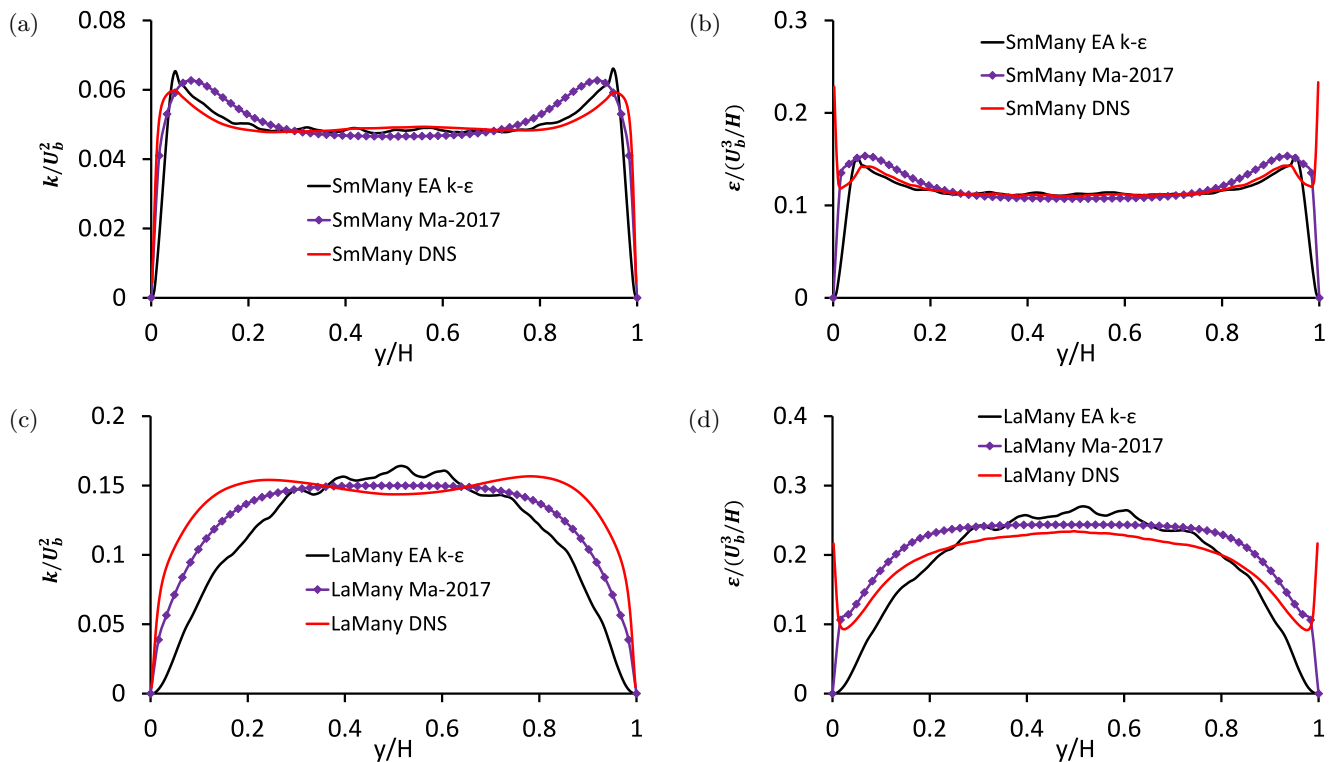 (a)
k/U_b^2
0.08
0.06
0.04
0.02
0
SmMany EA k-ε
SmMany Ma-2017
SmMany DNS
0 0.2 0.4 0.6 0.8 1
y/H
(b)
ε/(U_b^3/H)
0.3
0.2
0.1
0
SmMany EA k-ε
SmMany Ma-2017
SmMany DNS
0 0.2 0.4 0.6 0.8 1
y/H
(c)
k/U_b^2
0.2
0.15
0.1
0.05
0
LaMany EA k-ε
LaMany Ma-2017
LaMany DNS
0 0.2 0.4 0.6 0.8 1
y/H
(d)
ε/(U_b^3/H)
0.4
0.3
0.2
0.1
0
LaMany EA k-ε
LaMany Ma-2017
LaMany DNS
0 0.2 0.4 0.6 0.8 1
y/H